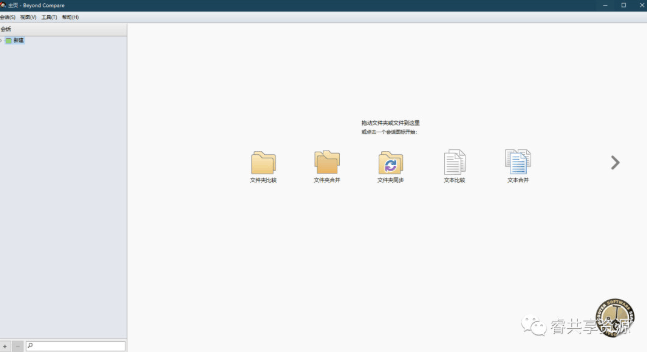 主页 - Beyond Compare
会话(S) 视图(V) 工具(T) 帮助(H)
会话
新建
拖动文件夹或文件到这里
或点击一个会话图标开始：
文件夹比较 文件夹合并 文件夹同步 文本比较 文本合并
睿共享资源